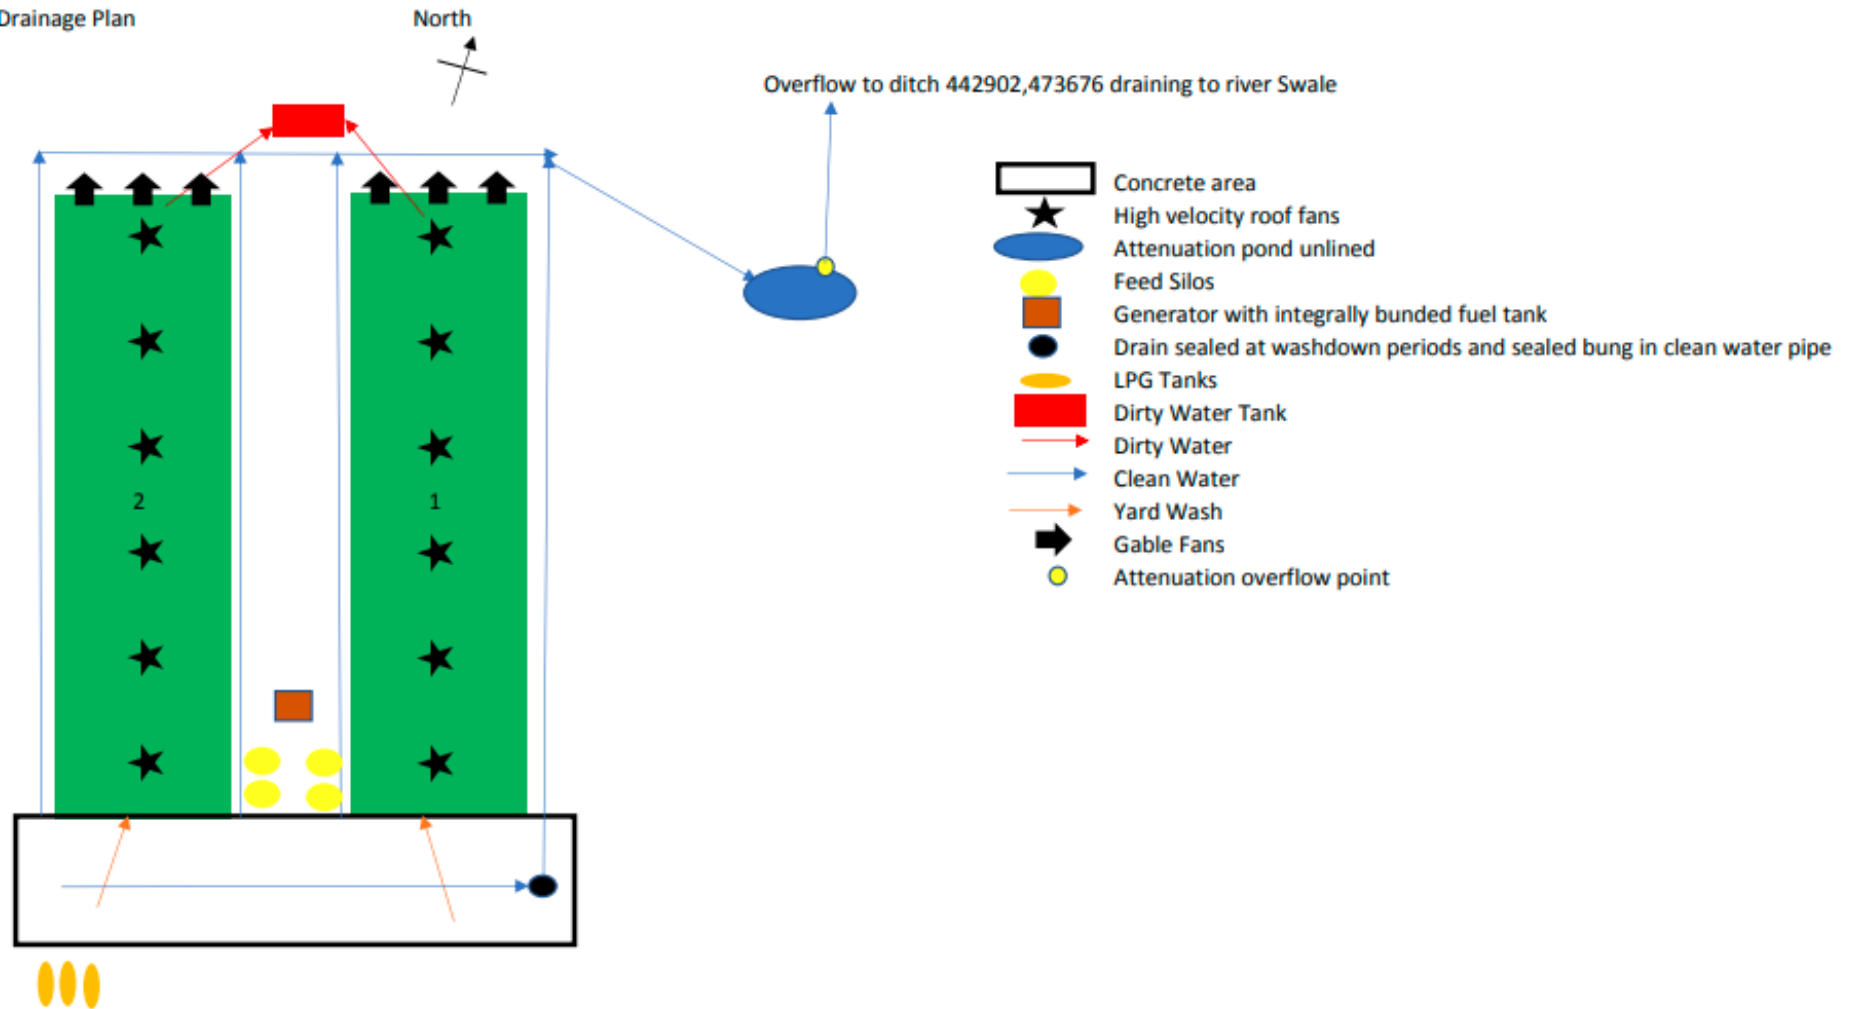 Drainage Plan
North
Overflow to ditch 442902,473676 draining to river Swale
Concrete area
High velocity roof fans
Attenuation pond unlined
Feed Silos
Generator with integrally bunded fuel tank
Drain sealed at washdown periods and sealed bung in clean water pipe
LPG Tanks
Dirty Water Tank
Dirty Water
Clean Water
Yard Wash
Gable Fans
Attenuation overflow point
2
1